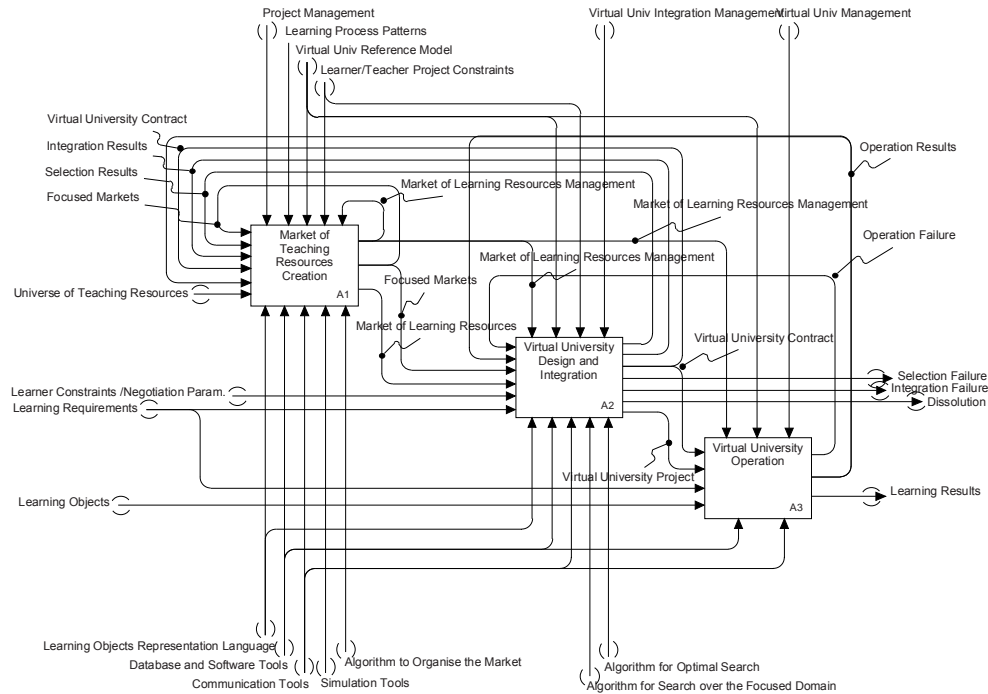 Project Management
Virtual Univ Integration Management
Virtual Univ Management
Learning Process Patterns
Virtual Univ Reference Model
Learner/Teacher Project Constraints
Virtual University Contract
Integration Results
Operation Results
Selection Results
Market of Learning Resources Management
Focused Markets
Market of Learning Resources Management
Market of
Teaching
Resources
Creation
A1
Operation Failure
Market of Learning Resources Management
Universe of Teaching Resources
Focused Markets
Market of Learning Resources
Virtual University
Design and
Integration
A2
Virtual University Contract
Selection Failure
Integration Failure
Dissolution
Learner Constraints /Negotiation Param.
Learning Requirements
Virtual University
Operation
A3
Virtual University Project
Learning Results
Learning Objects
Learning Objects Representation Language
Database and Software Tools
Communication Tools
Simulation Tools
Algorithm to Organise the Market
Algorithm for Optimal Search
Algorithm for Search over the Focused Domain